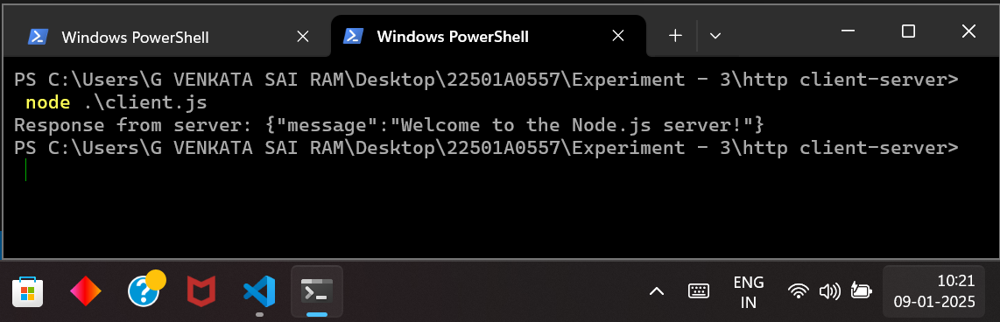 Windows PowerShell
Windows PowerShell
PS C:\Users\G VENKATA SAI RAM\Desktop\22501A0557\Experiment - 3\http client-server>
node .\client.js
Response from server: {"message":"Welcome to the Node.js server!"}
PS C:\Users\G VENKATA SAI RAM\Desktop\22501A0557\Experiment - 3\http client-server>
ENG
IN
10:21
09-01-2025